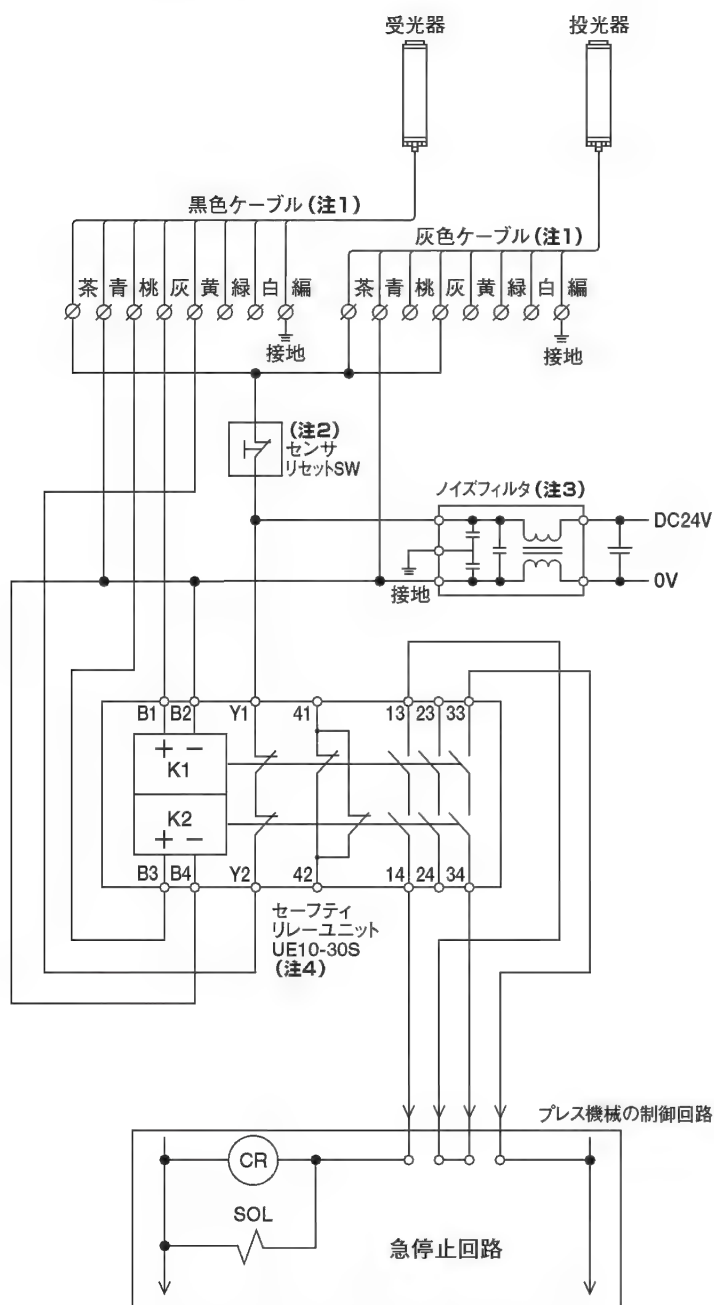 受光器
投光器
黒色ケーブル(注1)
灰色ケーブル(注1)
茶 青 桃 灰 黄 緑 白 編
茶 青 桃 灰 黄 緑 白 編
接地
接地
(注2)
センサ
リセットSW
ノイズフィルタ(注3)
DC24V
接地
0V
B1 B2 Y1 41 13 23 33
+ −
K1
K2
+ −
B3 B4 Y2 42 14 24 34
セーフティ
リレーユニット
UE10-30S
(注4)
プレス機械の制御回路
CR
SOL
急停止回路